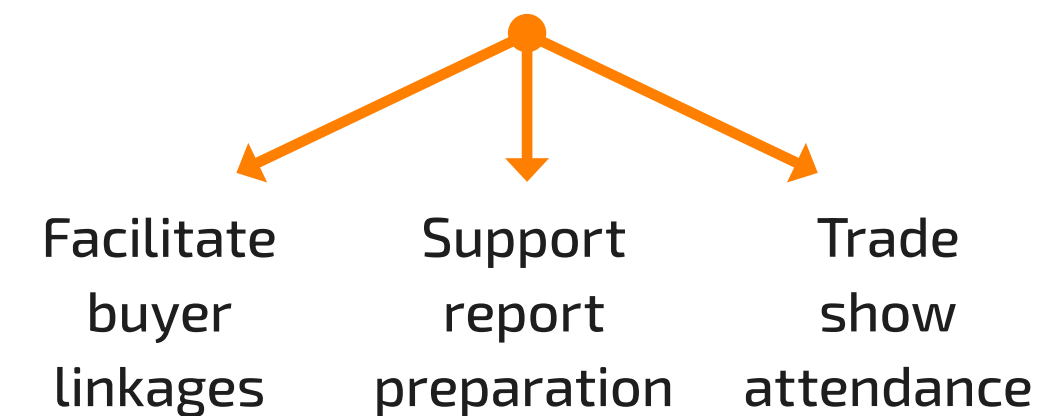 Facilitate
buyer
linkages
Support
report
preparation
Trade
show
attendance